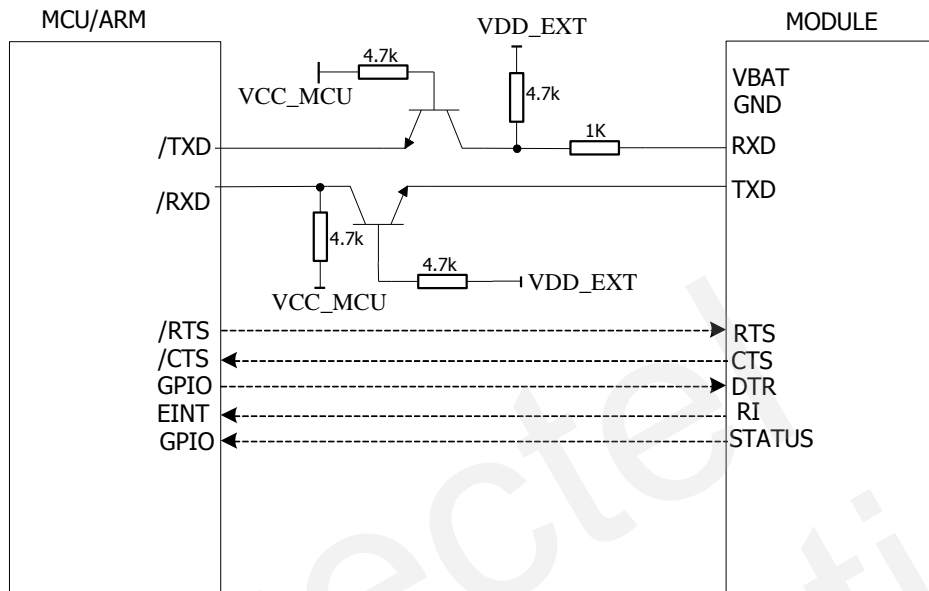 MCU/ARM
MODULE
VDD_EXT
4.7k
VCC_MCU
4.7k
VBAT
GND
1K
/TXD
RXD
/RXD
TXD
4.7k
4.7k
VCC_MCU
VDD_EXT
/RTS
RTS
/CTS
CTS
GPIO
DTR
EINT
RI
GPIO
STATUS
ectel